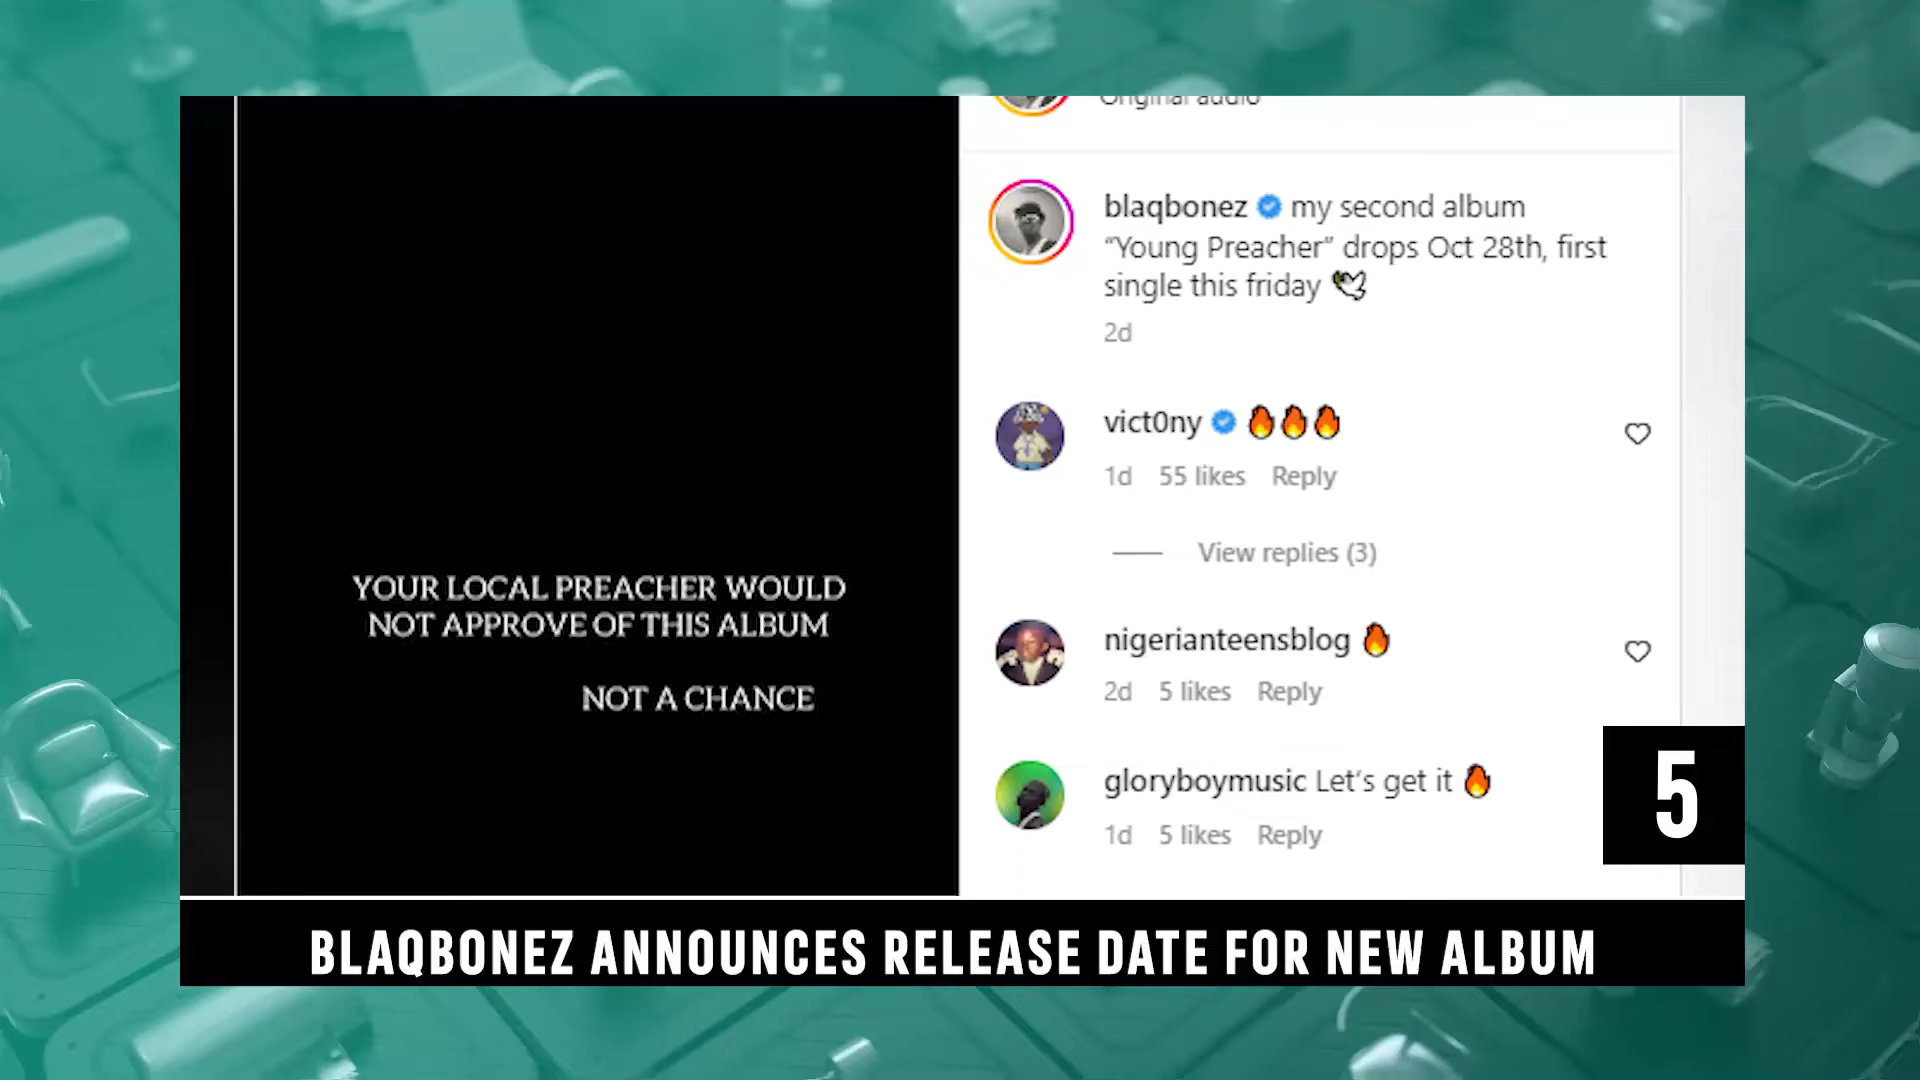 Original audio
blaqbonez my second album
“Young Preacher” drops Oct 28th, first
single this friday
2d
vict0ny
1d 55 likes Reply
View replies (3)
nigerianteensblog
2d 5 likes Reply
gloryboymusic Let's get it
1d 5 likes Reply
YOUR LOCAL PREACHER WOULD
NOT APPROVE OF THIS ALBUM
NOT A CHANCE
5
BLAQBONEZ ANNOUNCES RELEASE DATE FOR NEW ALBUM